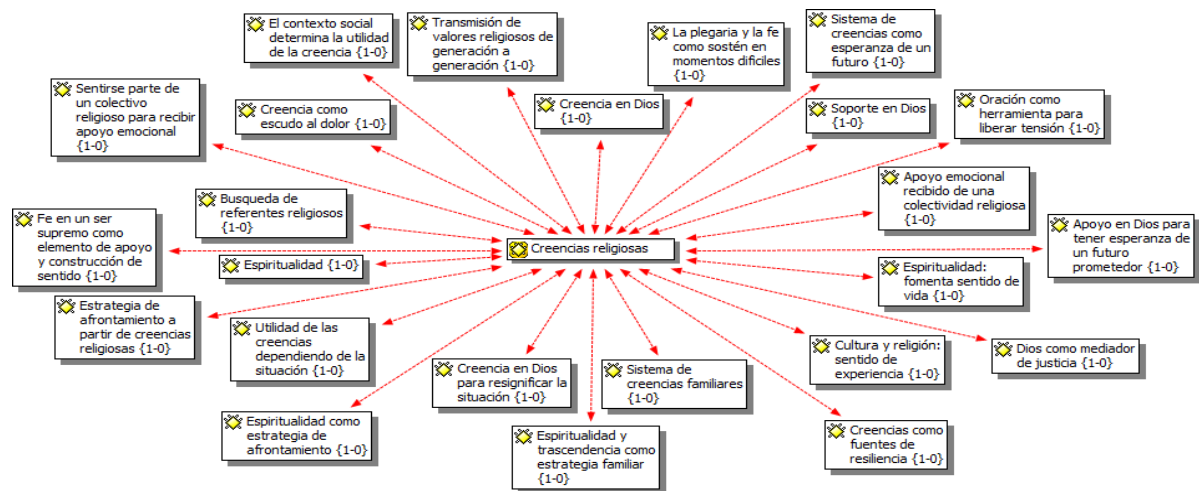 El contexto social
determina la utilidad
de la creencia {1-0}
Transmisión de
valores religiosos de
generación a
generación {1-0}
La plegaria y la fe
como sostén en
momentos dificiles
{1-0}
Sistema de
creencias como
esperanza de un
futuro {1-0}
Sentirse parte de
un colectivo
religioso para recibir
apoyo emocional
{1-0}
Creencia como
escudo al dolor {1-0}
Creencia en Dios
{1-0}
Soporte en Dios
{1-0}
Oración como
herramienta para
liberar tensión {1-0}
Busqueda de
referentes religiosos
{1-0}
Apoyo emocional
recibido de una
colectividad religiosa
{1-0}
Fe en un ser
supremo como
elemento de apoyo
y construcción de
sentido {1-0}
Creencias religiosas
Apoyo en Dios para
tener esperanza de
un futuro
prometedor {1-0}
Espiritualidad {1-0}
Espiritualidad:
fomenta sentido de
vida {1-0}
Estrategia de
afrontamiento a
partir de creencias
religiosas {1-0}
Utilidad de las
creencias
dependiendo de la
situación {1-0}
Creencia en Dios
para resignificar la
situación {1-0}
Sistema de
creencias familiares
{1-0}
Cultura y religión:
sentido de
experiencia {1-0}
Dios como mediador
de justicia {1-0}
Espiritualidad como
estrategia de
afrontamiento {1-0}
Espiritualidad y
trascendencia como
estrategia familiar
{1-0}
Creencias como
fuentes de
resiliencia {1-0}